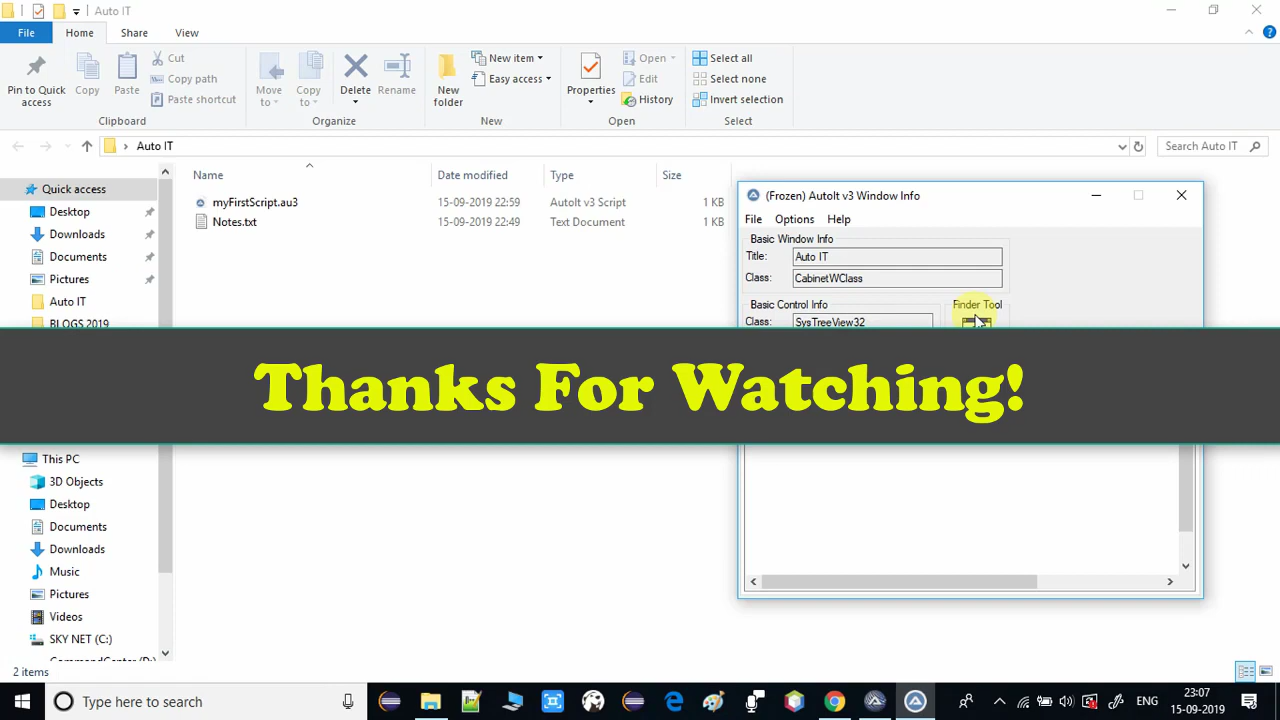 Auto IT
File Home Share View
Pin to Quick access
Copy
Paste
Cut
Copy path
Paste shortcut
Clipboard
Move to
Copy to
Delete
Rename
Organize
New folder
New item
Easy access
New
Properties
Open
Edit
History
Open
Select all
Select none
Invert selection
Select
Auto IT
Search Auto IT
Name Date modified Type Size
myFirstScript.au3 15-09-2019 22:59 AutoIt v3 Script 1 KB
Notes.txt 15-09-2019 22:49 Text Document 1 KB
Quick access
Desktop
Downloads
Documents
Pictures
Auto IT
BLOGS 2019
(Frozen) AutoIt v3 Window Info
File Options Help
Basic Window Info
Title: Auto IT
Class: CabinetWClass
Basic Control Info
Finder Tool
Class: SysTreeView32
Thanks For Watching!
This PC
3D Objects
Desktop
Documents
Downloads
Music
Pictures
Videos
SKY NET (C:)
CommandCenter (D:)
2 items
Type here to search
ENG
23:07
15-09-2019